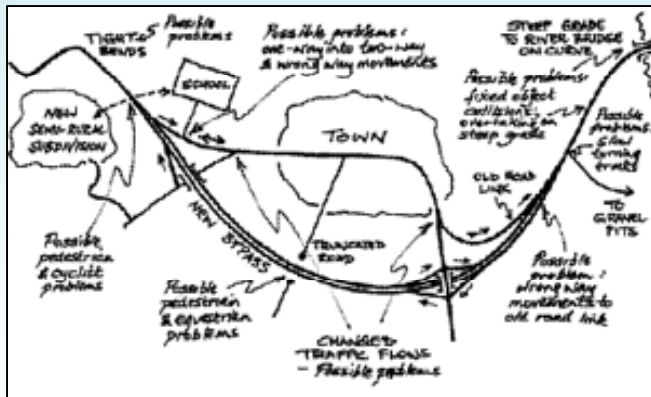 TIGHT S
BENDS
Possible
problems
Possible problems:
one-way into two-way
& wrong way movements
STEEP GRADE
TO RIVER BRIDGE
ON CURVE
SCHOOL
Possible problems:
fixed object
collisions;
overtaking on
steep grade
NEW
SEMI-RURAL
SUBDIVISION
TOWN
Possible
problems:
slow
turning
trucks
OLD ROAD
LINK
TO
GRAVEL
PITS
NEW BYPASS
TRUNCATED
ROAD
Possible
pedestrian
& cyclist
problems
Possible
pedestrian
& equestrian
problems
Possible
problem:
wrong way
movements to
old road link
CHANGED
TRAFFIC FLOWS
- Possible problems